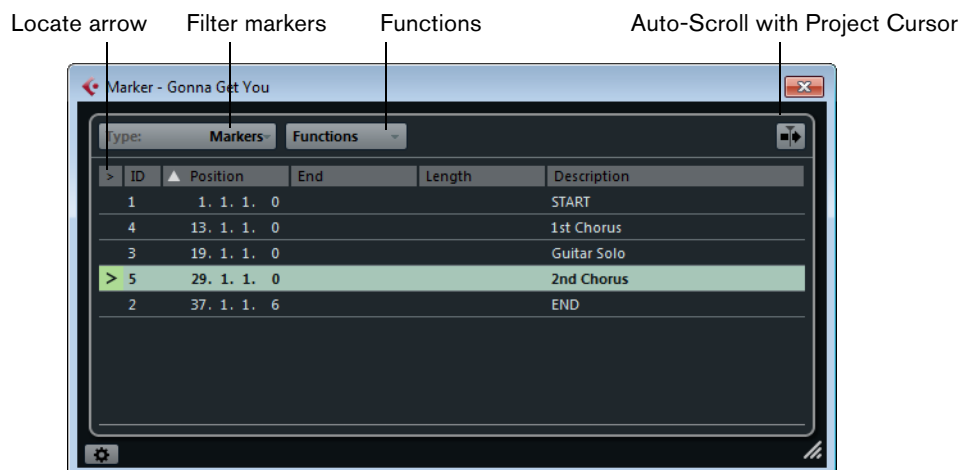 Locate arrow Filter markers Functions Auto-Scroll with Project Cursor
Marker - Gonna Get You
Type: Markers Functions
> ID Position End Length Description
1 1. 1. 1. 0 START
4 13. 1. 1. 0 1st Chorus
3 19. 1. 1. 0 Guitar Solo
> 5 29. 1. 1. 0 2nd Chorus
2 37. 1. 1. 6 END